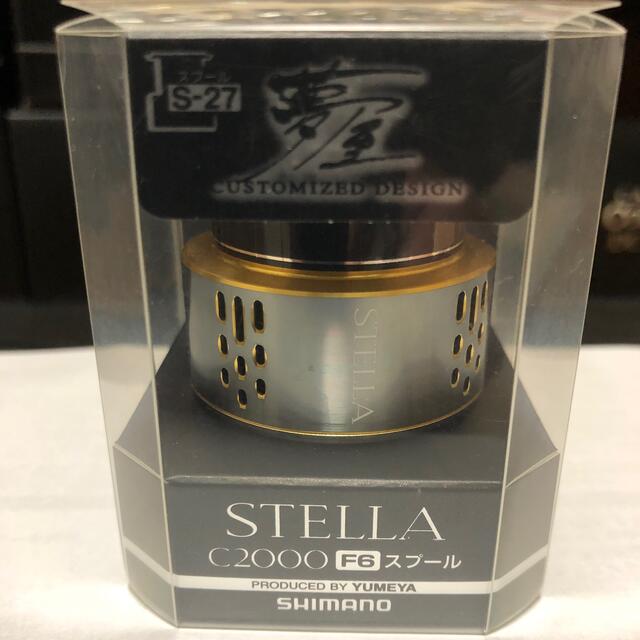 スプール
S-27
夢屋
CUSTOMIZED DESIGN
STELLA
STELLA
C2000 F6 スプール
PRODUCED BY YUMEYA
SHIMANO